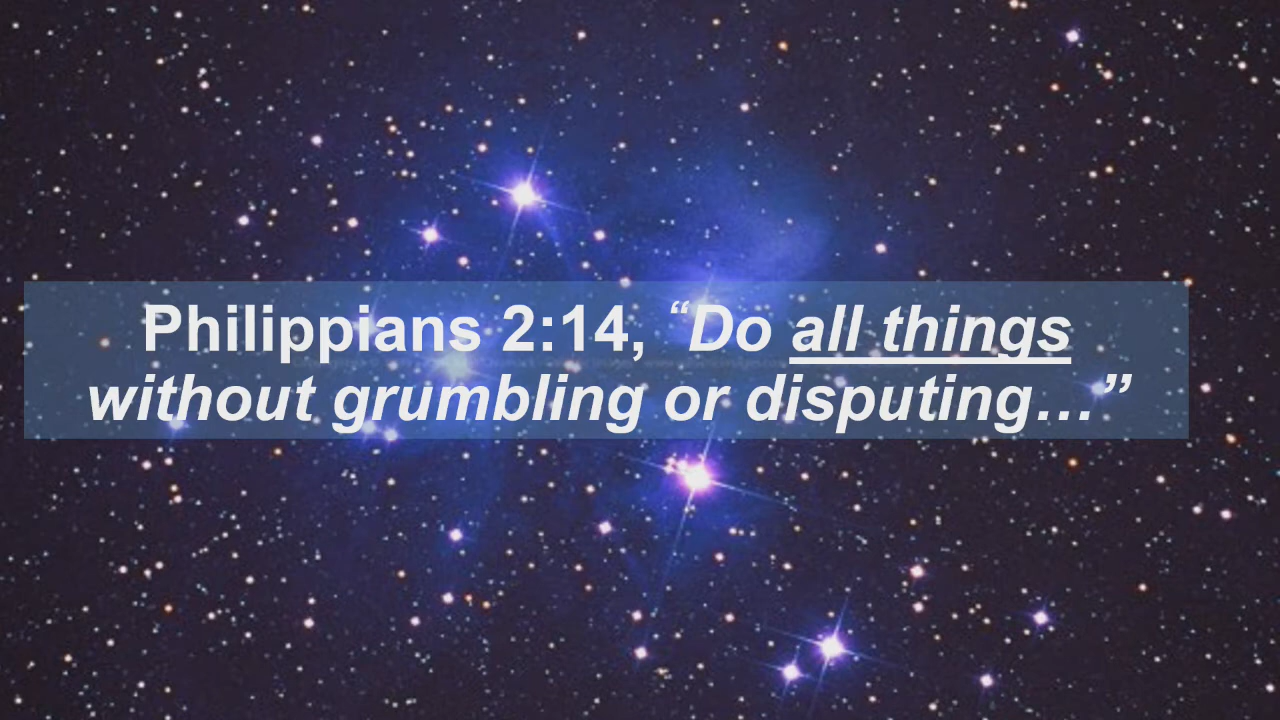 Philippians 2:14, “Do all things
without grumbling or disputing…”